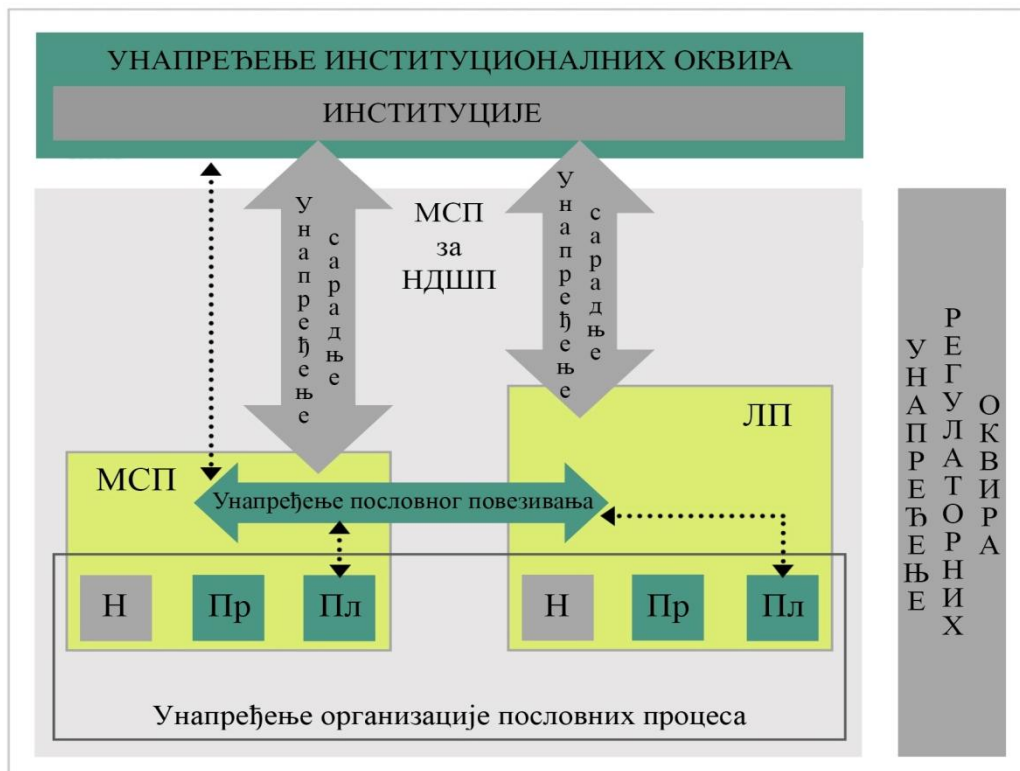 УНАПРЕЂЕЊЕ ИНСТИТУЦИОНАЛНИХ ОКВИРА
ИНСТИТУЦИЈЕ
Унапређење
сарадње
МСП
за
НДШП
Унапређење
сарадње
МСП
ЛП
Унапређење пословног повезивања
Н
Пр
Пл
Н
Пр
Пл
Унапређење организације пословних процеса
УНАПРЕЂЕЊЕ
РЕГУЛАТОРНИХ
ОКВИРА